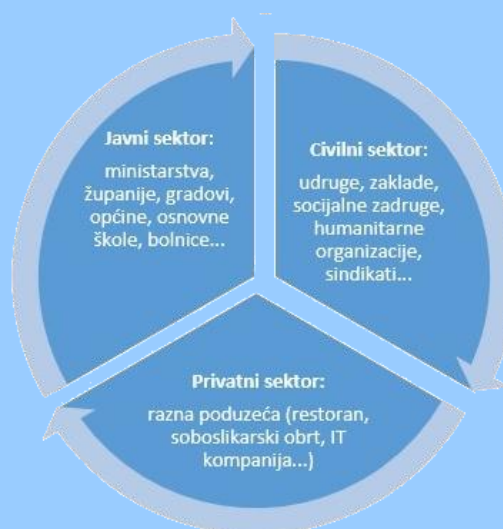 Javni sektor:
ministarstva,
županije, gradovi,
općine, osnovne
škole, bolnice...
Civilni sektor:
udruge, zaklade,
socijalne zadruge,
humanitarne
organizacije,
sindikati...
Privatni sektor:
razna poduzeća (restoran,
soboslikarski obrt, IT
kompanija...)